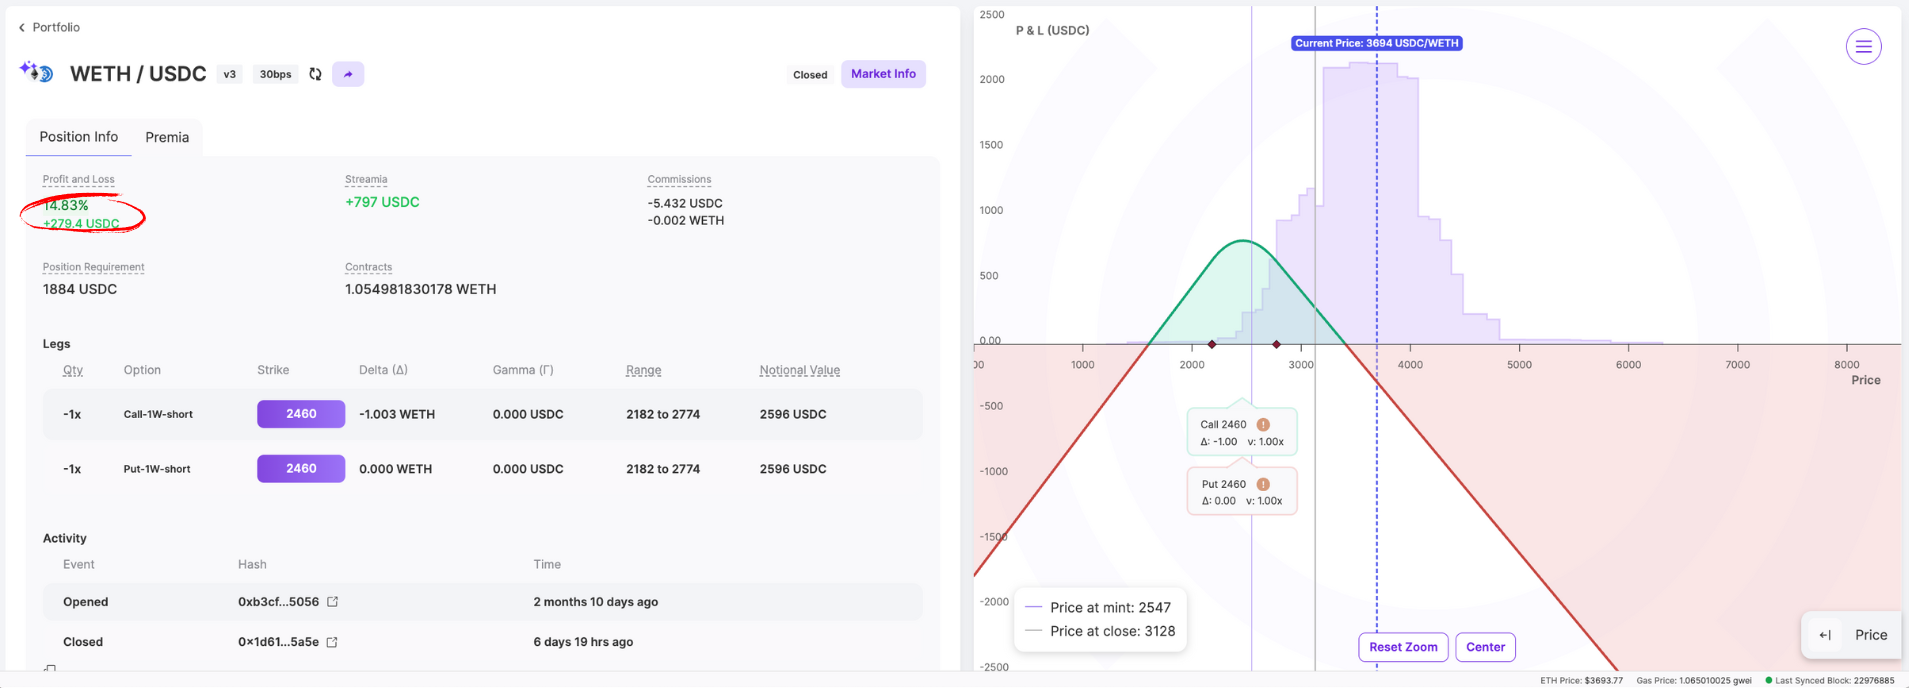 Portfolio
WETH / USDC v3 30bps
Closed Market Info
Position Info Premia
Profit and Loss
14.83%
+279.4 USDC
Streamia
+797 USDC
Commissions
-5.432 USDC
-0.002 WETH
Position Requirement
1884 USDC
Contracts
1.054981830178 WETH
Legs
Qty Option Strike Delta (Δ) Gamma (Γ) Range Notional Value
-1x Call-1W-short 2460 -1.003 WETH 0.000 USDC 2182 to 2774 2596 USDC
-1x Put-1W-short 2460 0.000 WETH 0.000 USDC 2182 to 2774 2596 USDC
Activity
Event Hash Time
Opened 0xb3cf...5056 2 months 10 days ago
Closed 0x1d61...5a5e 6 days 19 hrs ago
P & L (USDC)
Current Price: 3694 USDC/WETH
2500
2000
1500
1000
500
0.00
-500
-1000
-1500
-2000
-2500
00 1000 2000 3000 4000 5000 6000 7000 8000
Price
Call 2460 !
Δ: -1.00 v: 1.00x
Put 2460 !
Δ: 0.00 v: 1.00x
Price at mint: 2547
Price at close: 3128
Reset Zoom Center
Price
ETH Price: $3693.77 Gas Price: 1.065010025 gwei Last Synced Block: 22976885